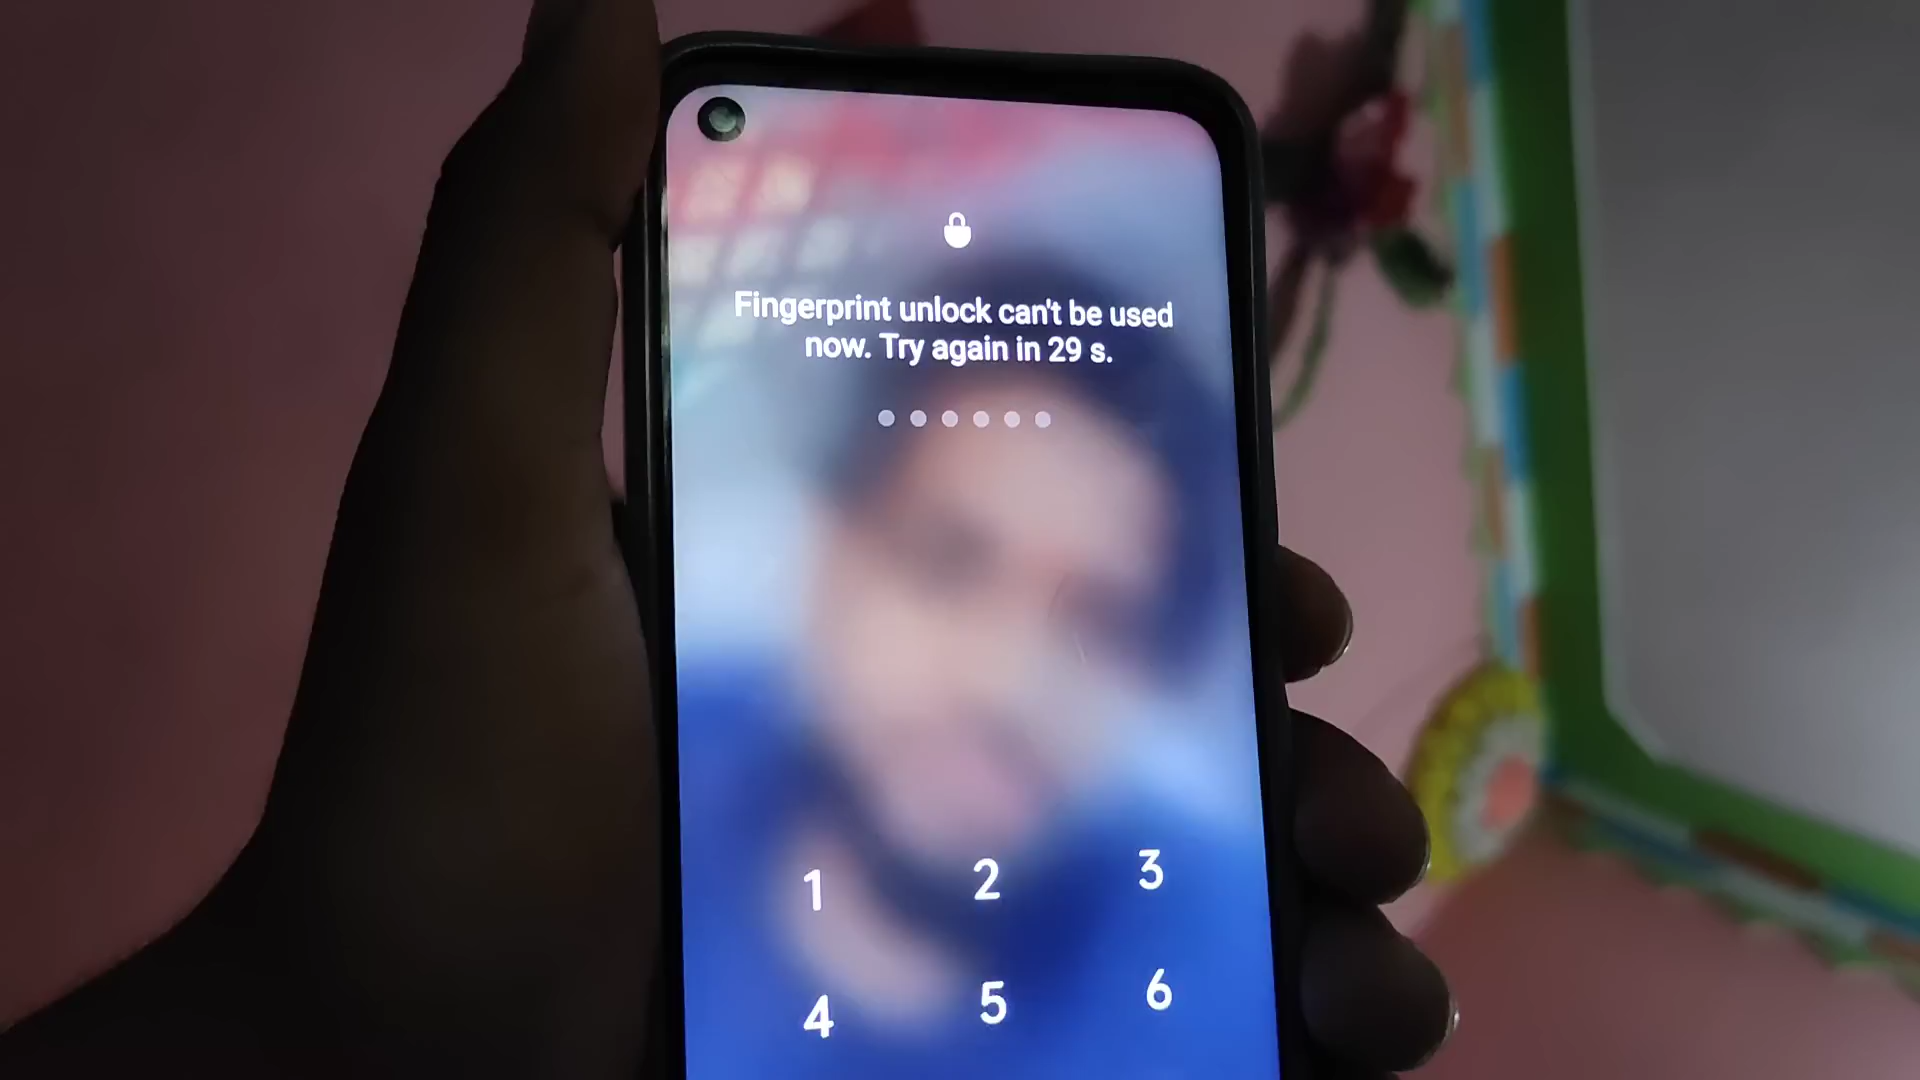 Fingerprint unlock can't be used
now. Try again in 29 s.
1 2 3
4 5 6